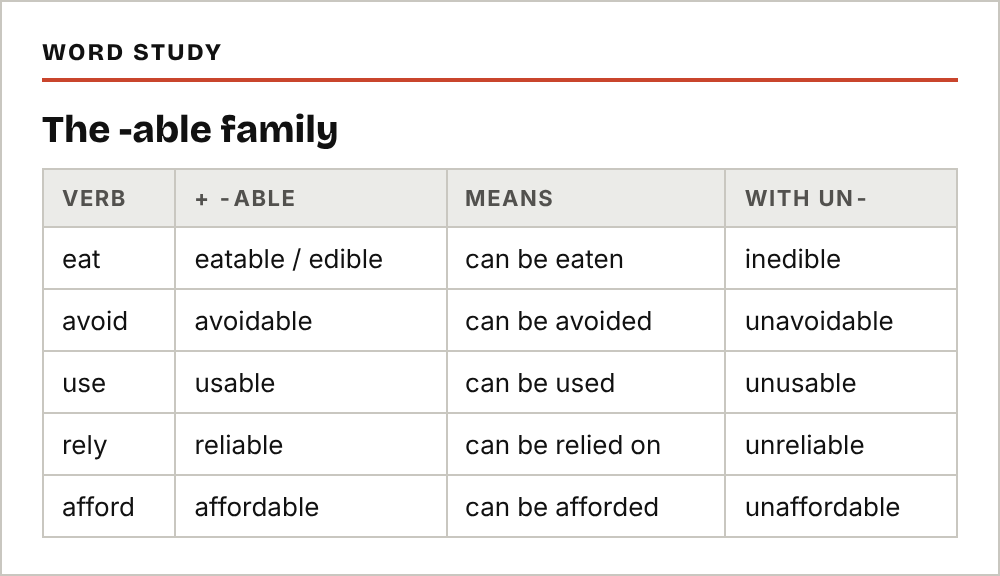 WORD STUDY
The -able family
VERB + -ABLE MEANS WITH UN-
eat eatable / edible can be eaten inedible
avoid avoidable can be avoided unavoidable
use usable can be used unusable
rely reliable can be relied on unreliable
afford affordable can be afforded unaffordable